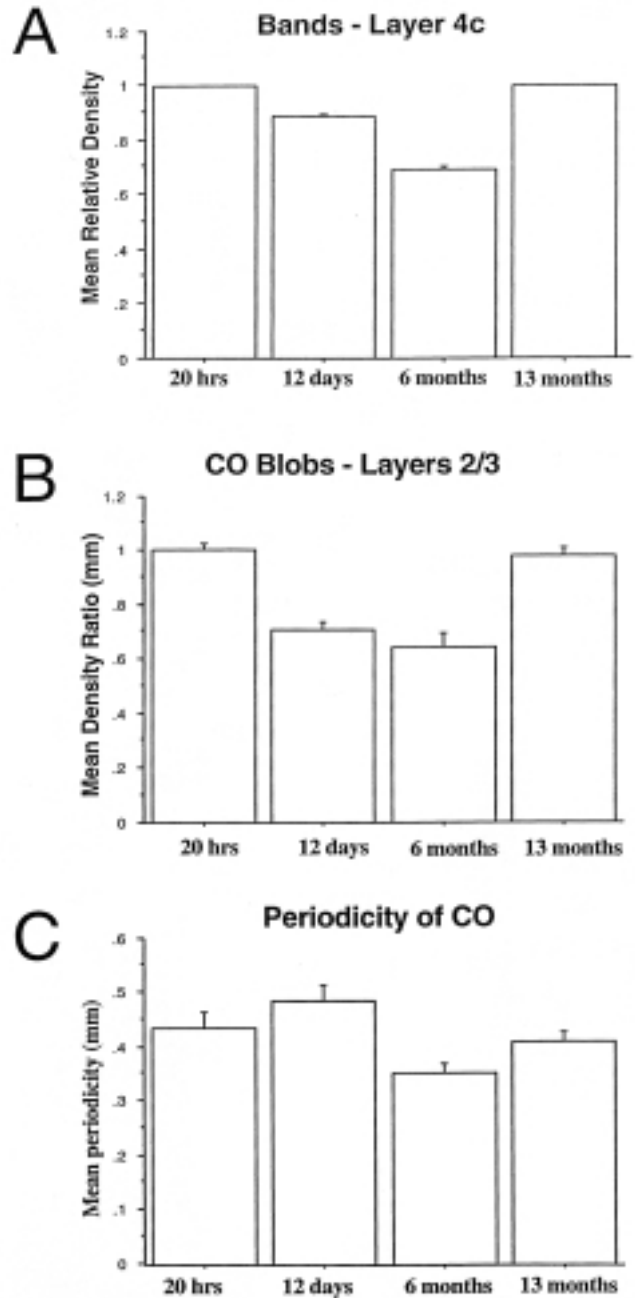 A
Bands - Layer 4c
Mean Relative Density
1.2
1
.8
.6
.4
.2
0
20 hrs
12 days
6 months
13 months
B
CO Blobs - Layers 2/3
Mean Density Ratio (mm)
1.2
1
.8
.6
.4
.2
0
20 hrs
12 days
6 months
13 months
C
Periodicity of CO
Mean periodicity (mm)
.6
.5
.4
.3
.2
.1
0
20 hrs
12 days
6 months
13 months